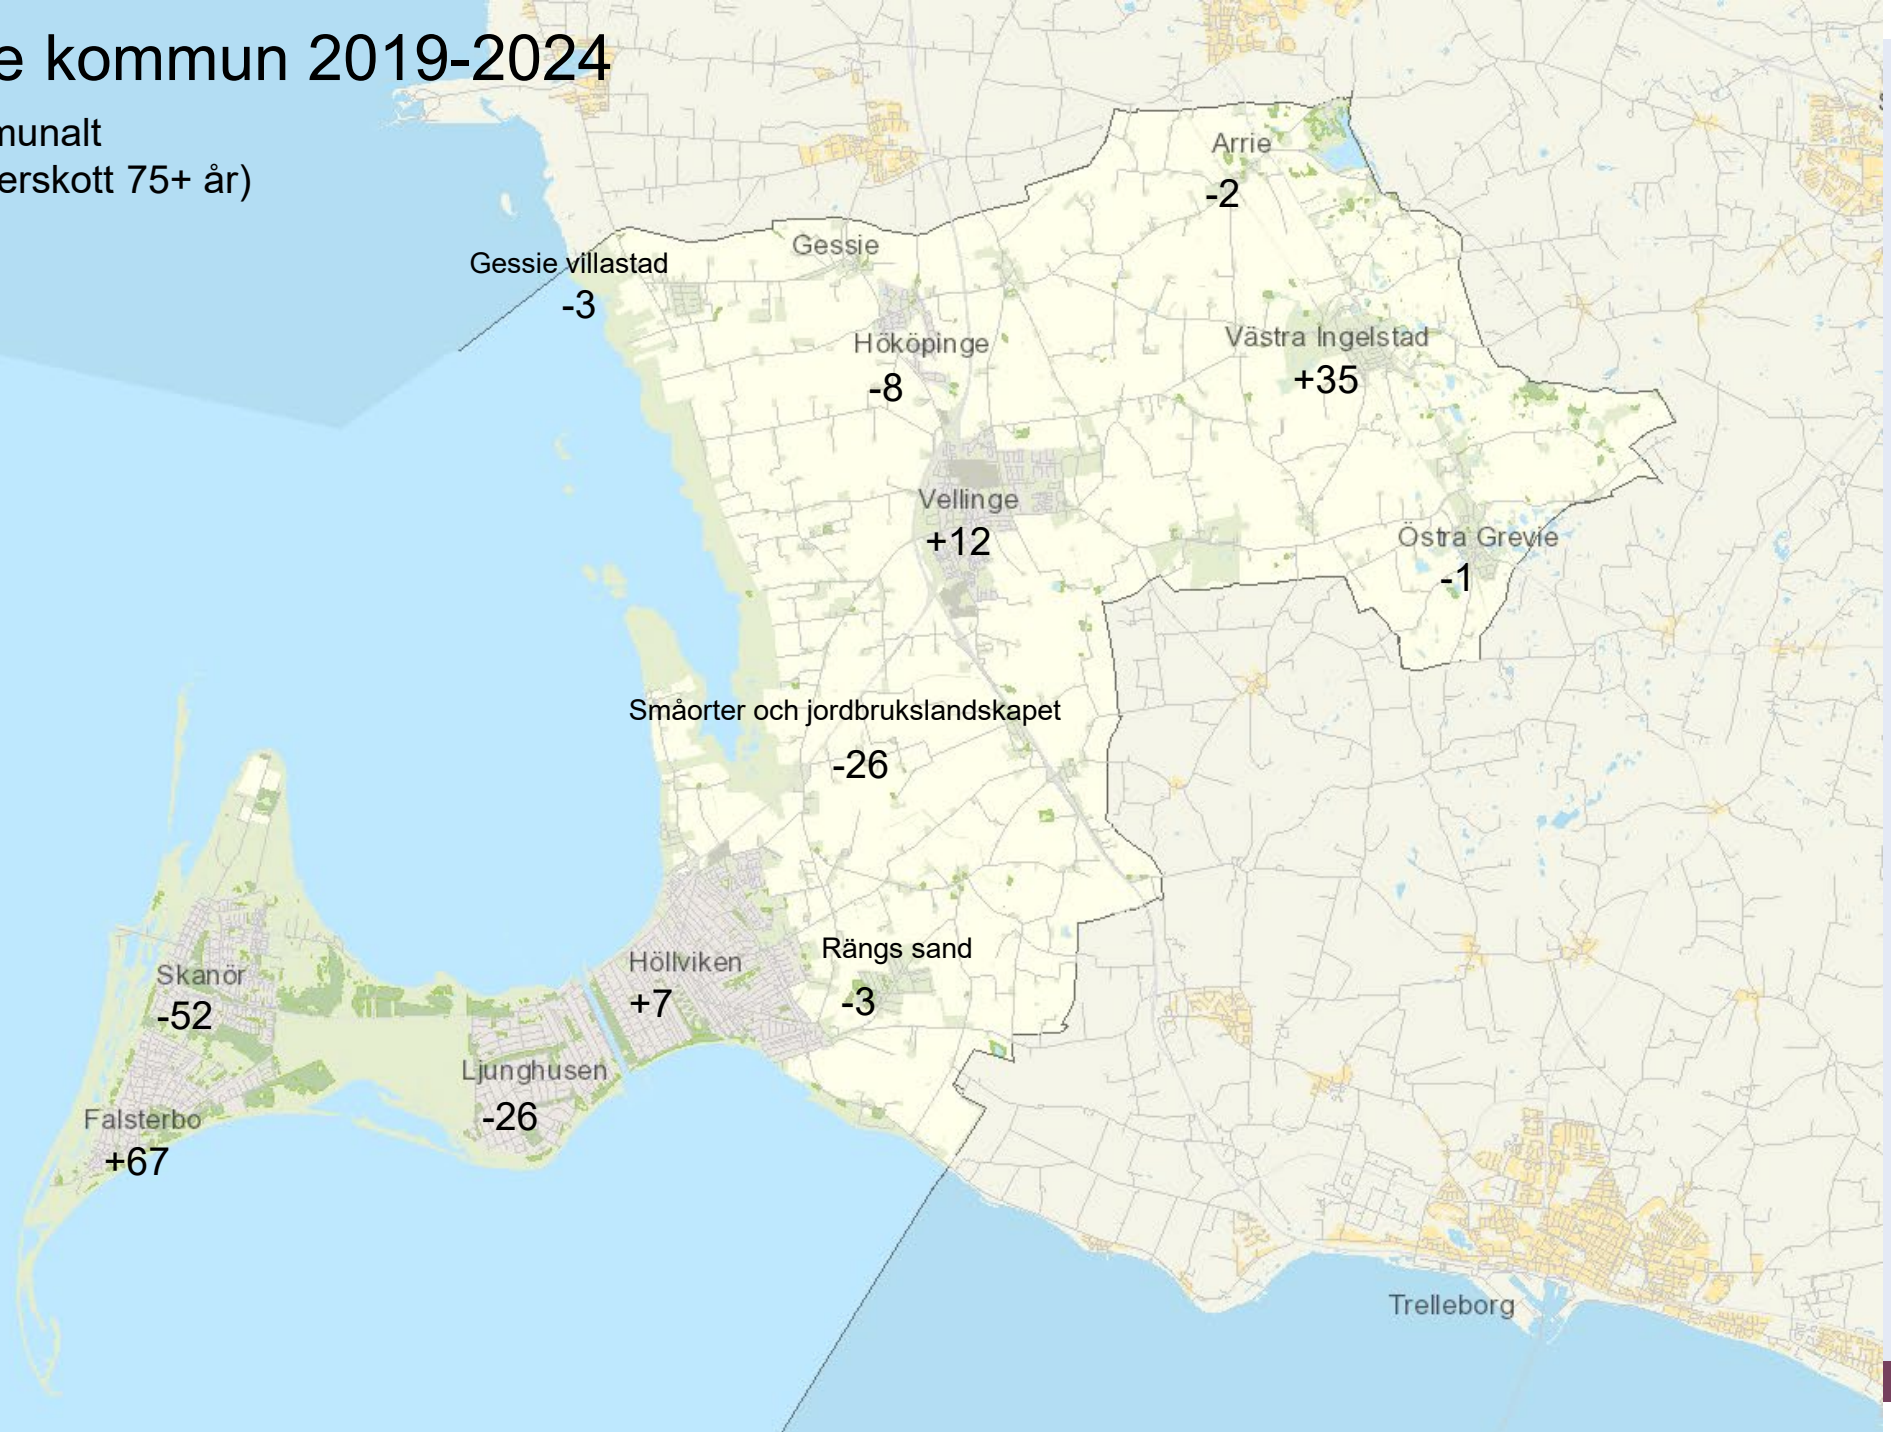 e kommun 2019-2024
munalt
erskott 75+ år)
Arrie
-2
Gessie villastad
-3
Gessie
Hököpinge
-8
Västra Ingelstad
+35
Vellinge
+12
Östra Grevie
-1
Småorter och jordbrukslandskapet
-26
Skanör
-52
Höllviken
+7
Rängs sand
-3
Ljunghusen
-26
Falsterbo
+67
Trelleborg